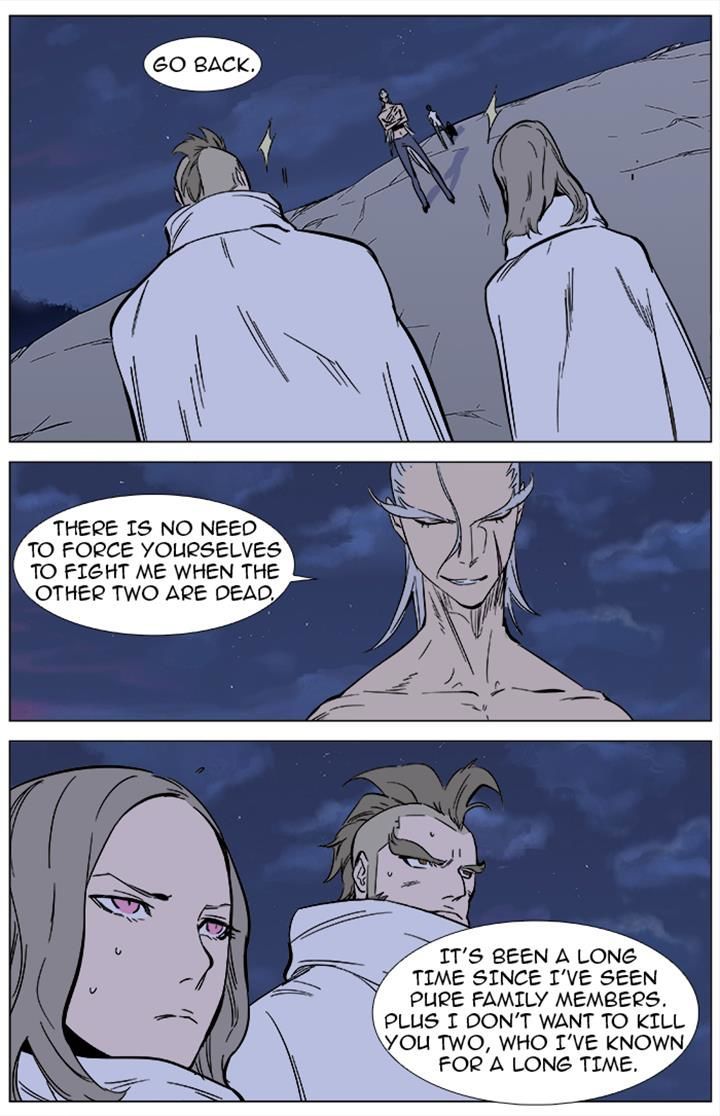 GO BACK.
THERE IS NO NEED
TO FORCE YOURSELVES
TO FIGHT ME WHEN THE
OTHER TWO ARE DEAD.
IT'S BEEN A LONG
TIME SINCE I'VE SEEN
PURE FAMILY MEMBERS.
PLUS I DON'T WANT TO KILL
YOU TWO, WHO I'VE KNOWN
FOR A LONG TIME.